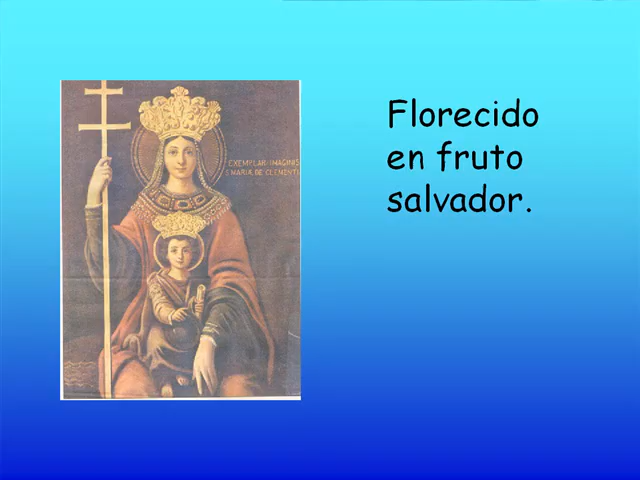 EXEMPLAR IMAGINIS
S. MARIA DE CLEMENTI
Florecido
en fruto
salvador.